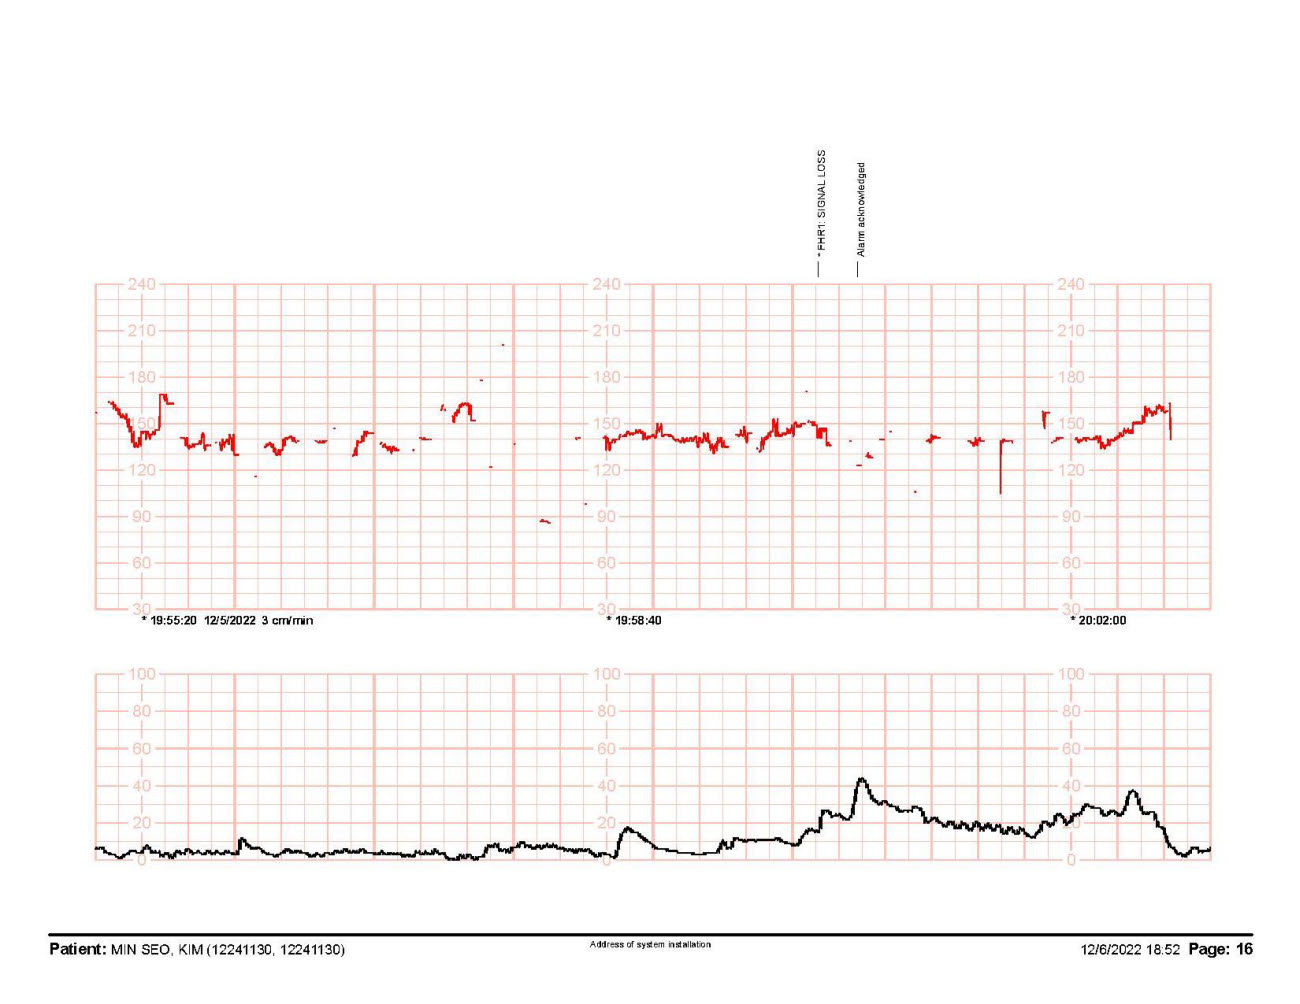 * FHR1: SIGNAL LOSS
Alarm acknowledged
240 240 240
210 210 210
180 180 180
150 150 150
120 120 120
90 90 90
60 60 60
30 30
* 19:55:20 12/5/2022 3 cm/min * 19:58:40 * 20:02:00
100 100 100
80 80 80
60 60 60
40 40 40
20 20 20
0 0 0
Patient: MIN SEO, KIM (12241130, 12241130) Address of system installation 12/6/2022 18:52 Page: 16